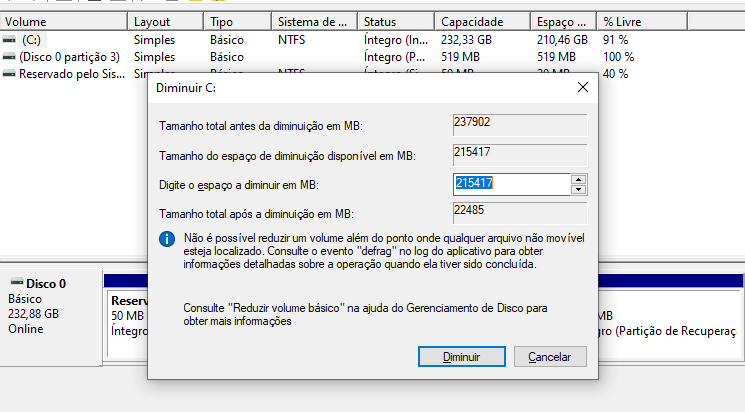 Volume Layout Tipo Sistema de ... Status Capacidade Espaço ... % Livre
(C:) Simples Básico NTFS Íntegro (In... 232,33 GB 210,46 GB 91 %
(Disco 0 partição 3) Simples Básico Íntegro (P... 519 MB 519 MB 100 %
Reservado pelo Sis... Simples Básico NTFS Íntegro (Si... 50 MB 20 MB 40 %
Diminuir C:
Tamanho total antes da diminuição em MB: 237902
Tamanho do espaço de diminuição disponível em MB: 215417
Digite o espaço a diminuir em MB: 215417
Tamanho total após a diminuição em MB: 22485
Não é possível reduzir um volume além do ponto onde qualquer arquivo não movível
esteja localizado. Consulte o evento "defrag" no log do aplicativo para obter
informações detalhadas sobre a operação quando ela tiver sido concluída.
Consulte "Reduzir volume básico" na ajuda do Gerenciamento de Disco para
obter mais informações
Diminuir Cancelar
Disco 0
Básico
232,88 GB
Online
Reser
50 MB
Íntegro
MB
gro (Partição de Recuperaç